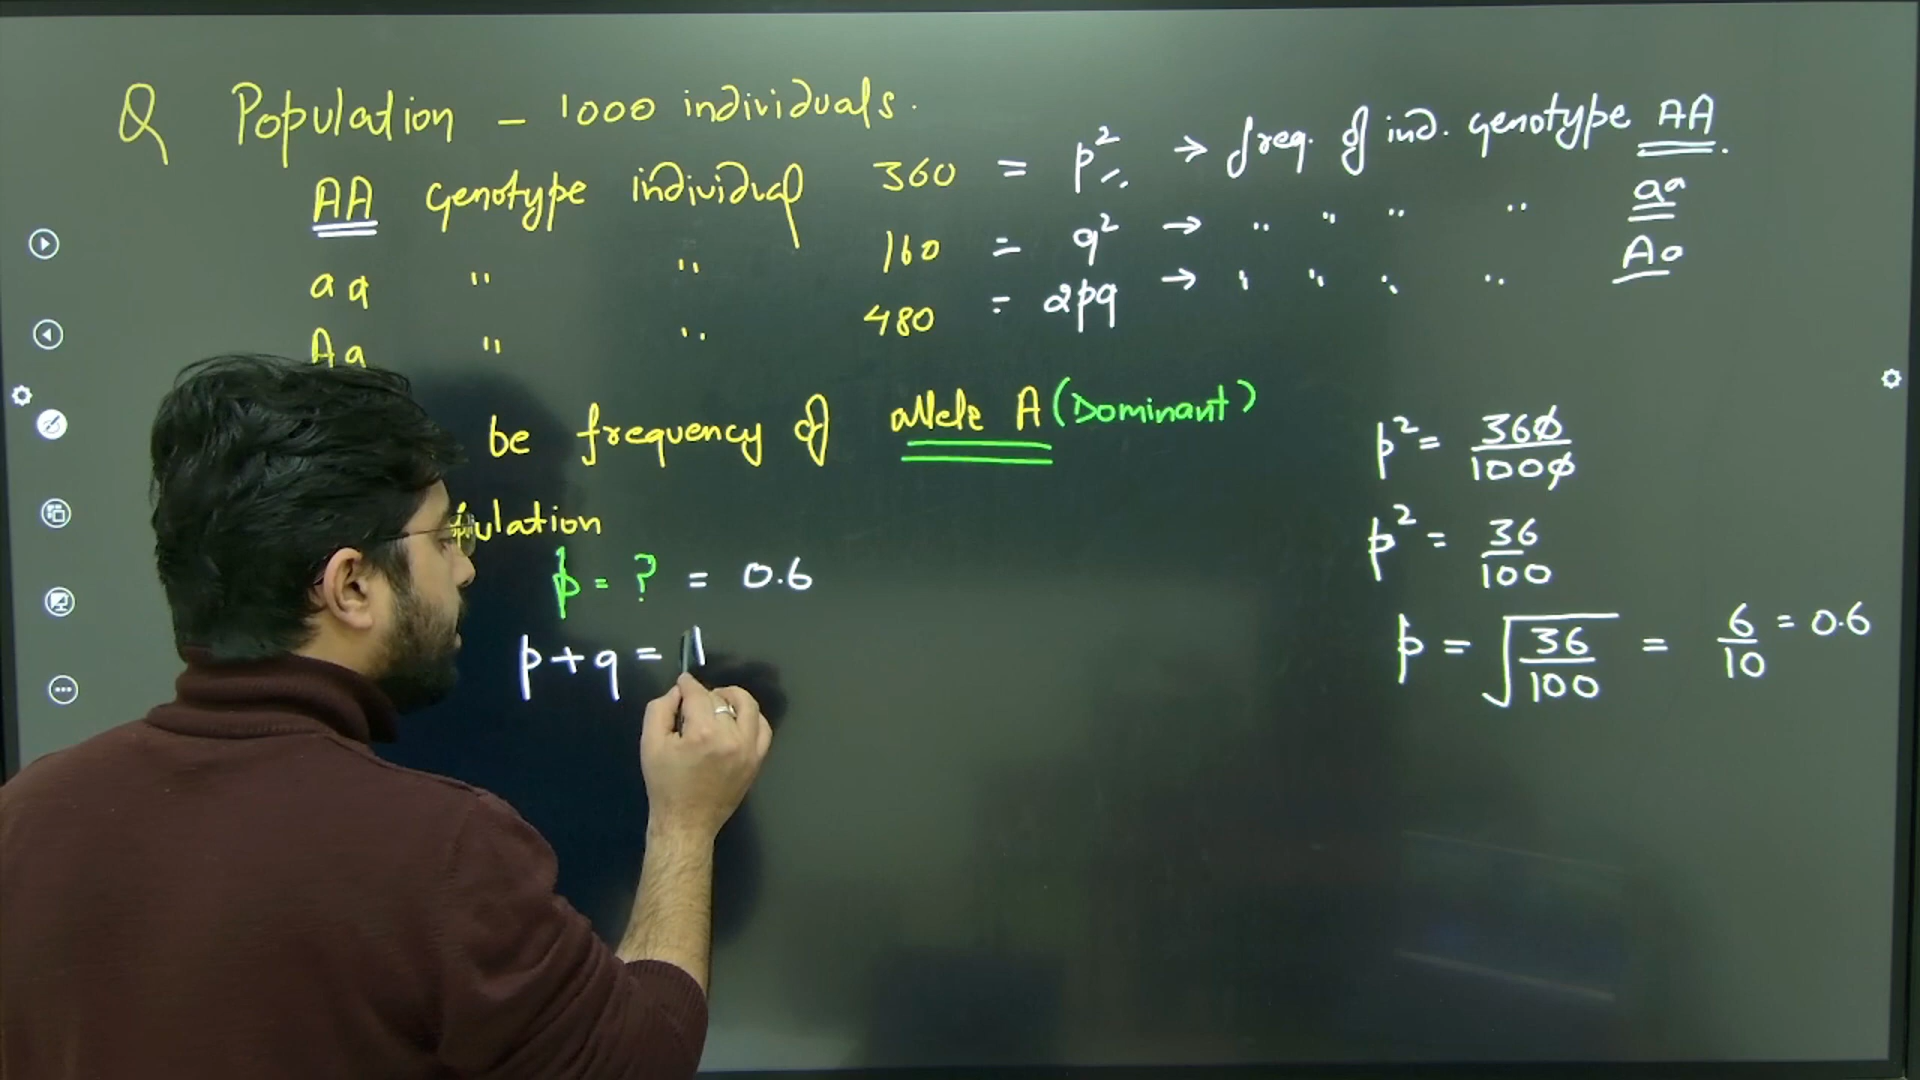 Q Population - 1000 individuals.
AA genotype individual 360 = p² → freq. of ind. genotype AA.
aa " " 160 = q² → " " " " aa
Aa " " 480 = 2pq → " " " " Aa
be frequency of allele A (Dominant)
ulation
p = ? = 0.6
p + q = 1
p² = 360/1000
p² = 36/100
p = √36/100 = 6/10 = 0.6